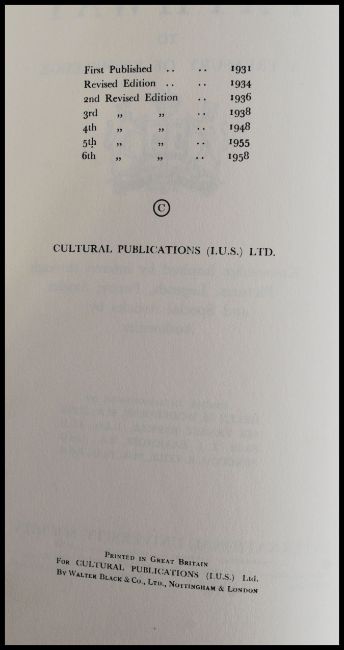 First Published .. .. 1931
Revised Edition .. .. 1934
2nd Revised Edition .. 1936
3rd „ „ .. 1938
4th „ „ .. 1948
5th „ „ .. 1955
6th „ „ .. 1958
©
CULTURAL PUBLICATIONS (I.U.S.) LTD.
PRINTED IN GREAT BRITAIN
FOR CULTURAL PUBLICATIONS (I.U.S.) Ltd.
BY WALTER BLACK & CO., LTD., NOTTINGHAM & LONDON